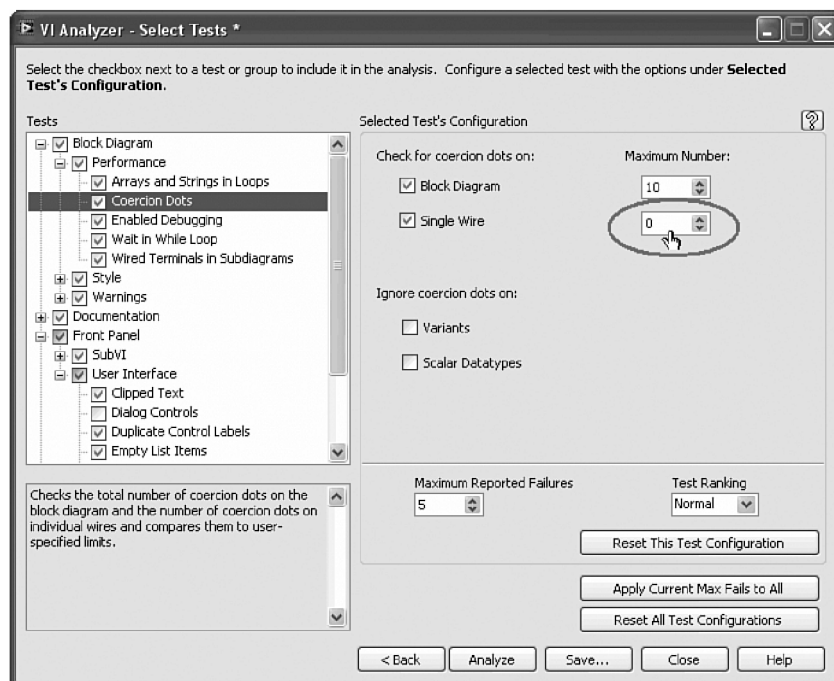 VI Analyzer - Select Tests *
Select the checkbox next to a test or group to include it in the analysis. Configure a selected test with the options under Selected
Test's Configuration.
Tests
Block Diagram
Performance
Arrays and Strings in Loops
Coercion Dots
Enabled Debugging
Wait in While Loop
Wired Terminals in Subdiagrams
Style
Warnings
Documentation
Front Panel
SubVI
User Interface
Clipped Text
Dialog Controls
Duplicate Control Labels
Empty List Items
Checks the total number of coercion dots on the
block diagram and the number of coercion dots on
individual wires and compares them to user-
specified limits.
Selected Test's Configuration
?
Check for coercion dots on: Maximum Number:
Block Diagram 10
Single Wire 0
Ignore coercion dots on:
Variants
Scalar Datatypes
Maximum Reported Failures Test Ranking
5 Normal
Reset This Test Configuration
Apply Current Max Fails to All
Reset All Test Configurations
< Back Analyze Save... Close Help